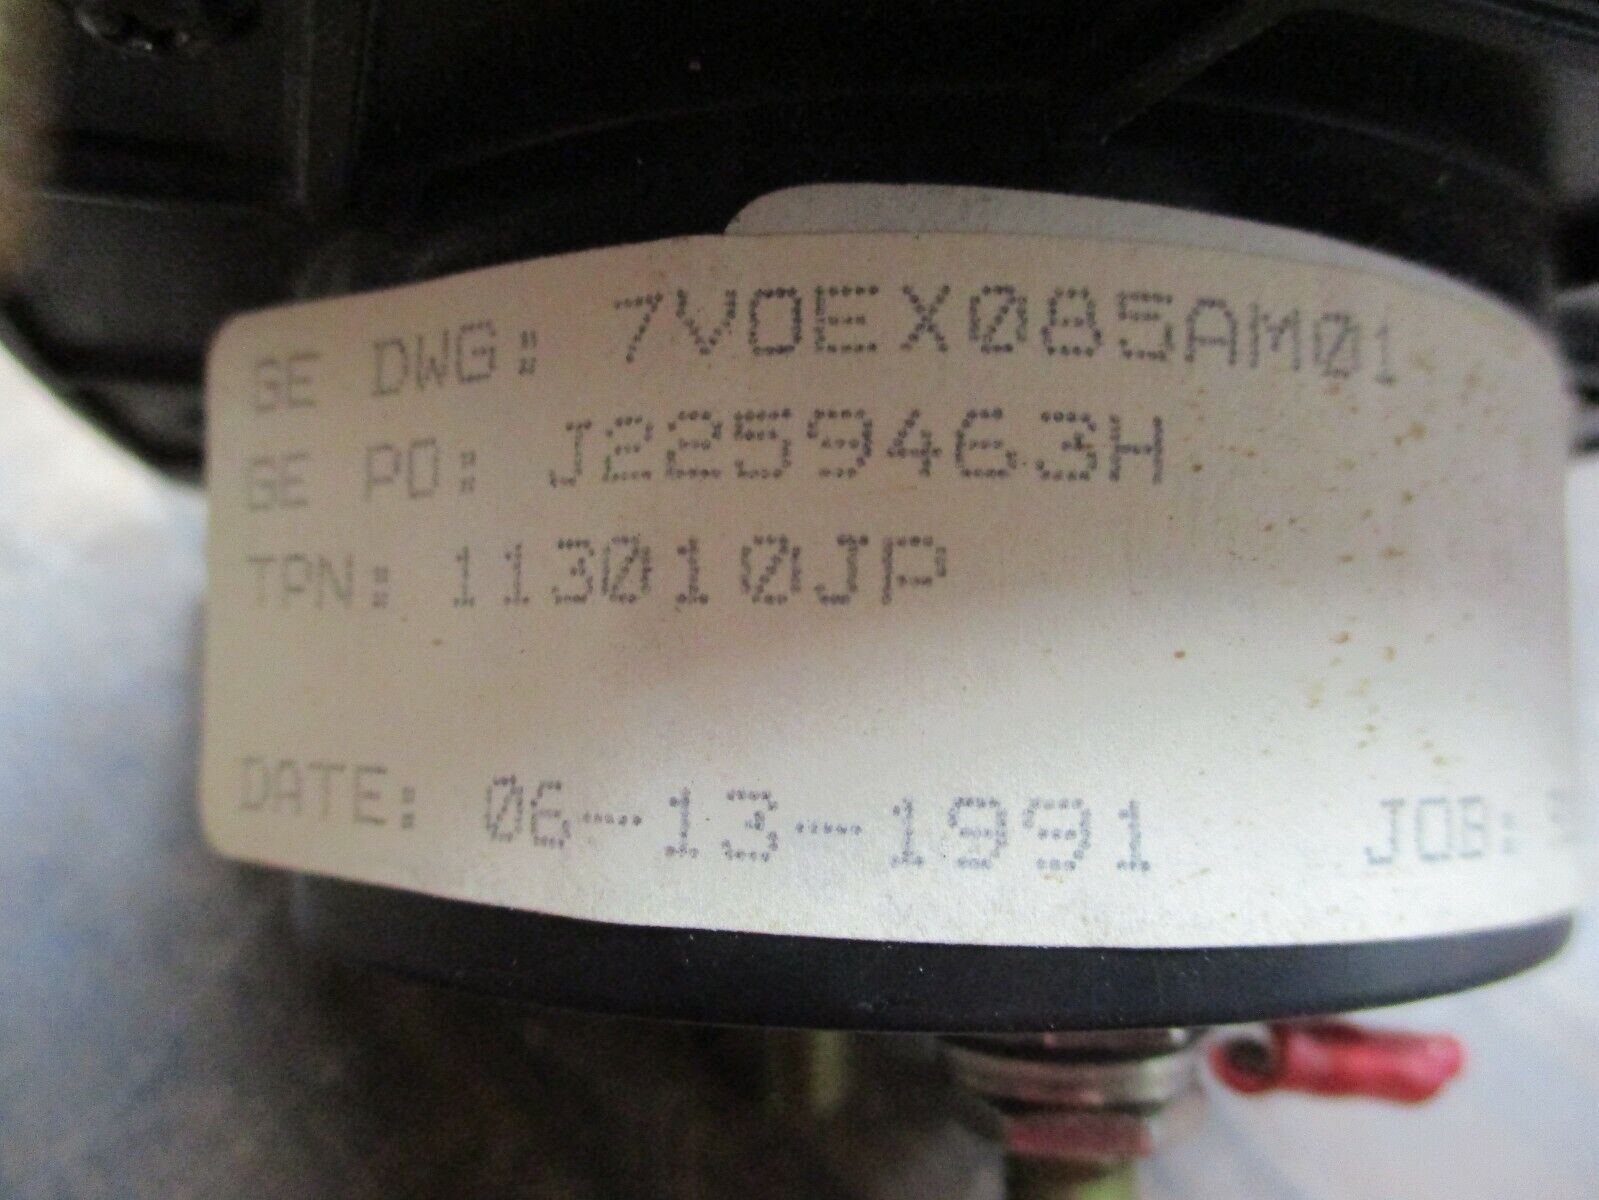 GE DWG: 7VOEX085AM01
GE PO: J2259463H
TPN: 113010JP
DATE: 06-13-1991 JOB: